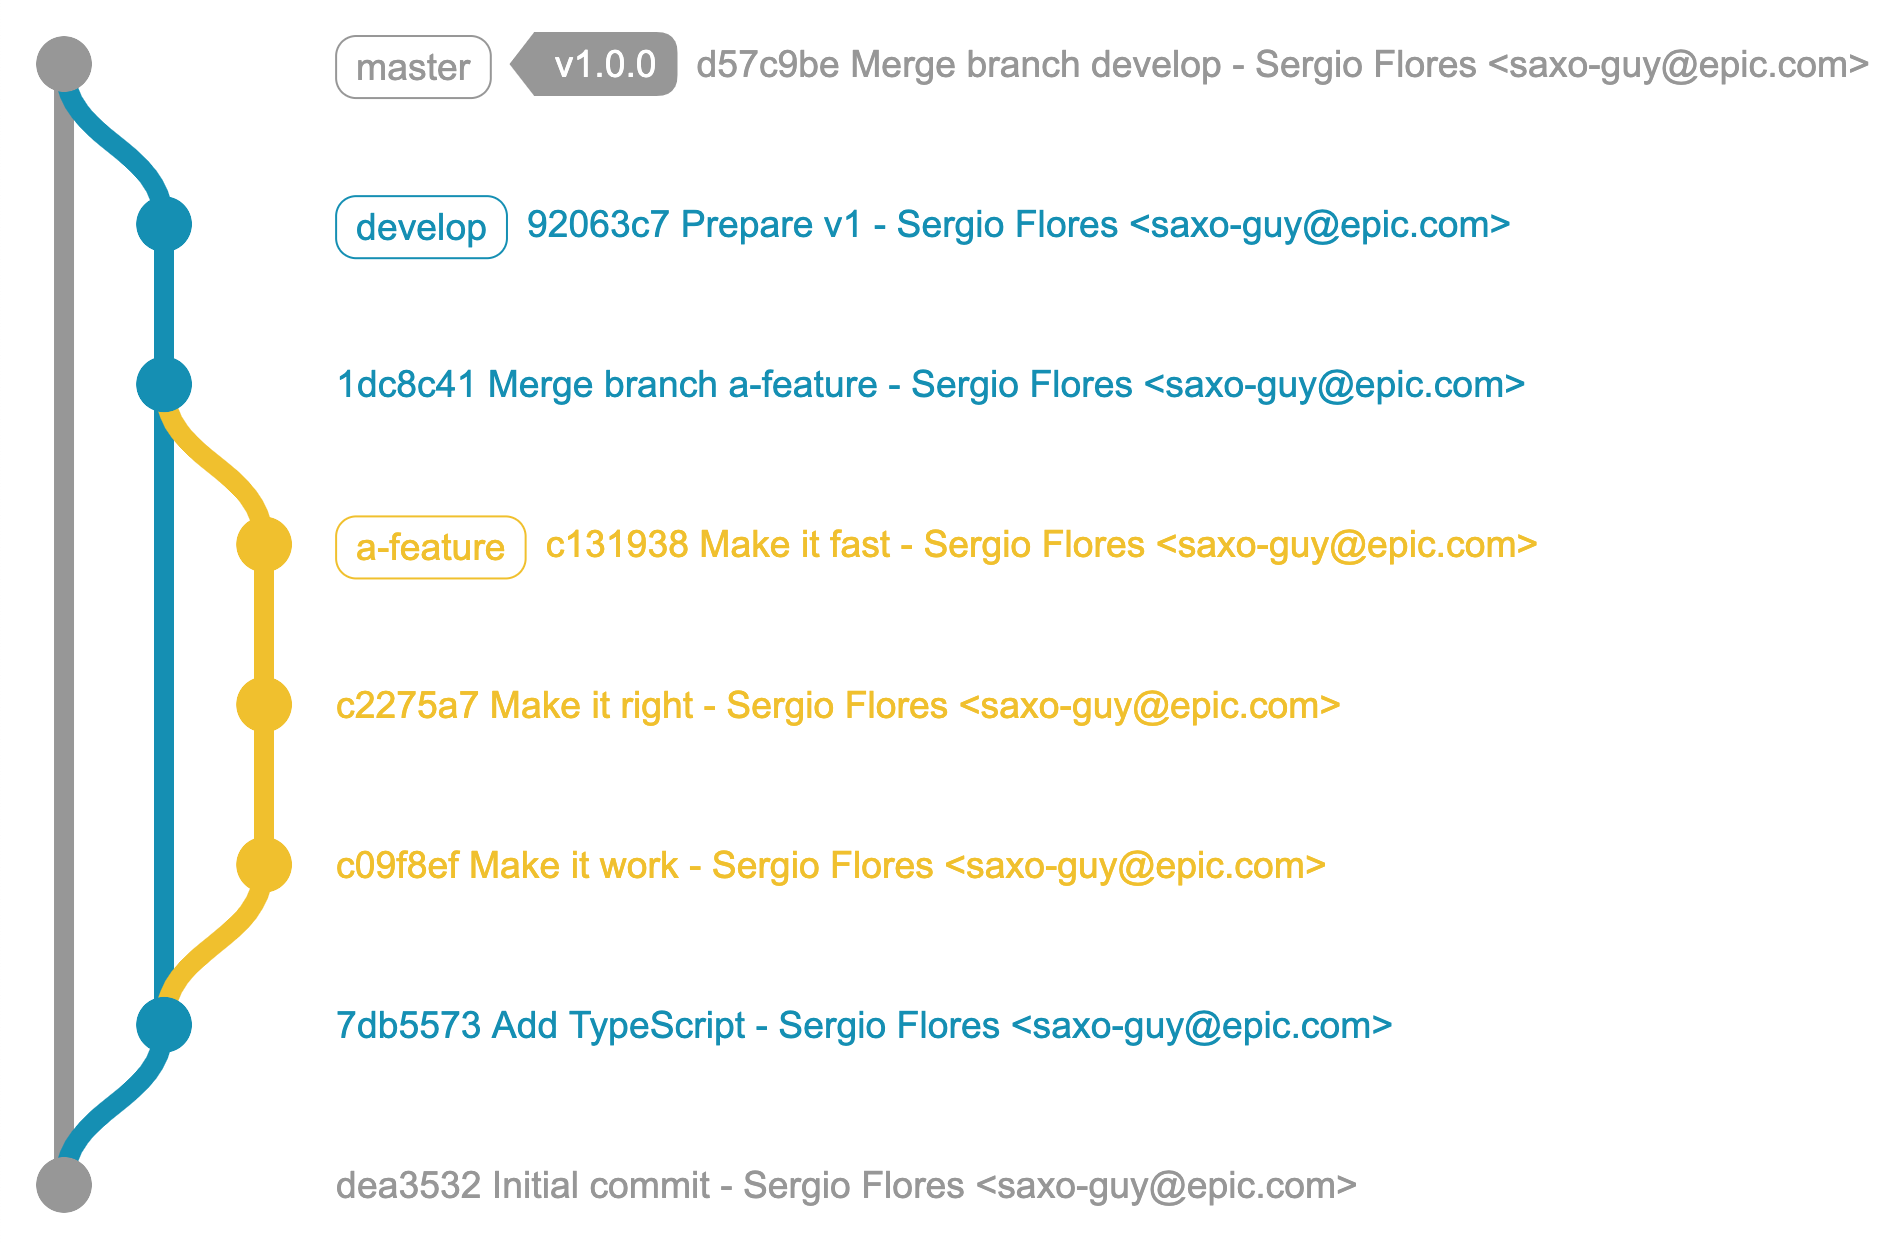 master v1.0.0 d57c9be Merge branch develop - Sergio Flores <saxo-guy@epic.com>
develop 92063c7 Prepare v1 - Sergio Flores <saxo-guy@epic.com>
1dc8c41 Merge branch a-feature - Sergio Flores <saxo-guy@epic.com>
a-feature c131938 Make it fast - Sergio Flores <saxo-guy@epic.com>
c2275a7 Make it right - Sergio Flores <saxo-guy@epic.com>
c09f8ef Make it work - Sergio Flores <saxo-guy@epic.com>
7db5573 Add TypeScript - Sergio Flores <saxo-guy@epic.com>
dea3532 Initial commit - Sergio Flores <saxo-guy@epic.com>